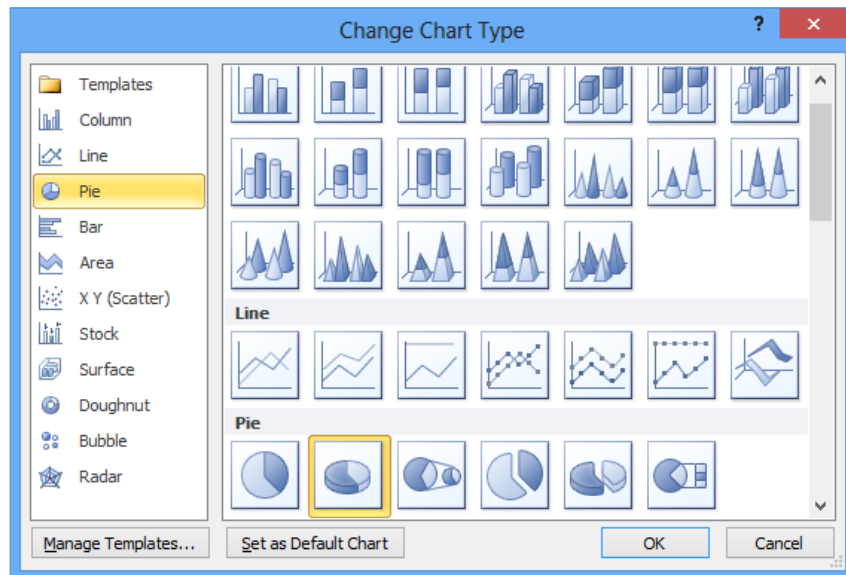 Change Chart Type
?
Templates
Column
Line
Pie
Bar
Area
X Y (Scatter)
Stock
Surface
Doughnut
Bubble
Radar
Line
Pie
Manage Templates...
Set as Default Chart
OK
Cancel